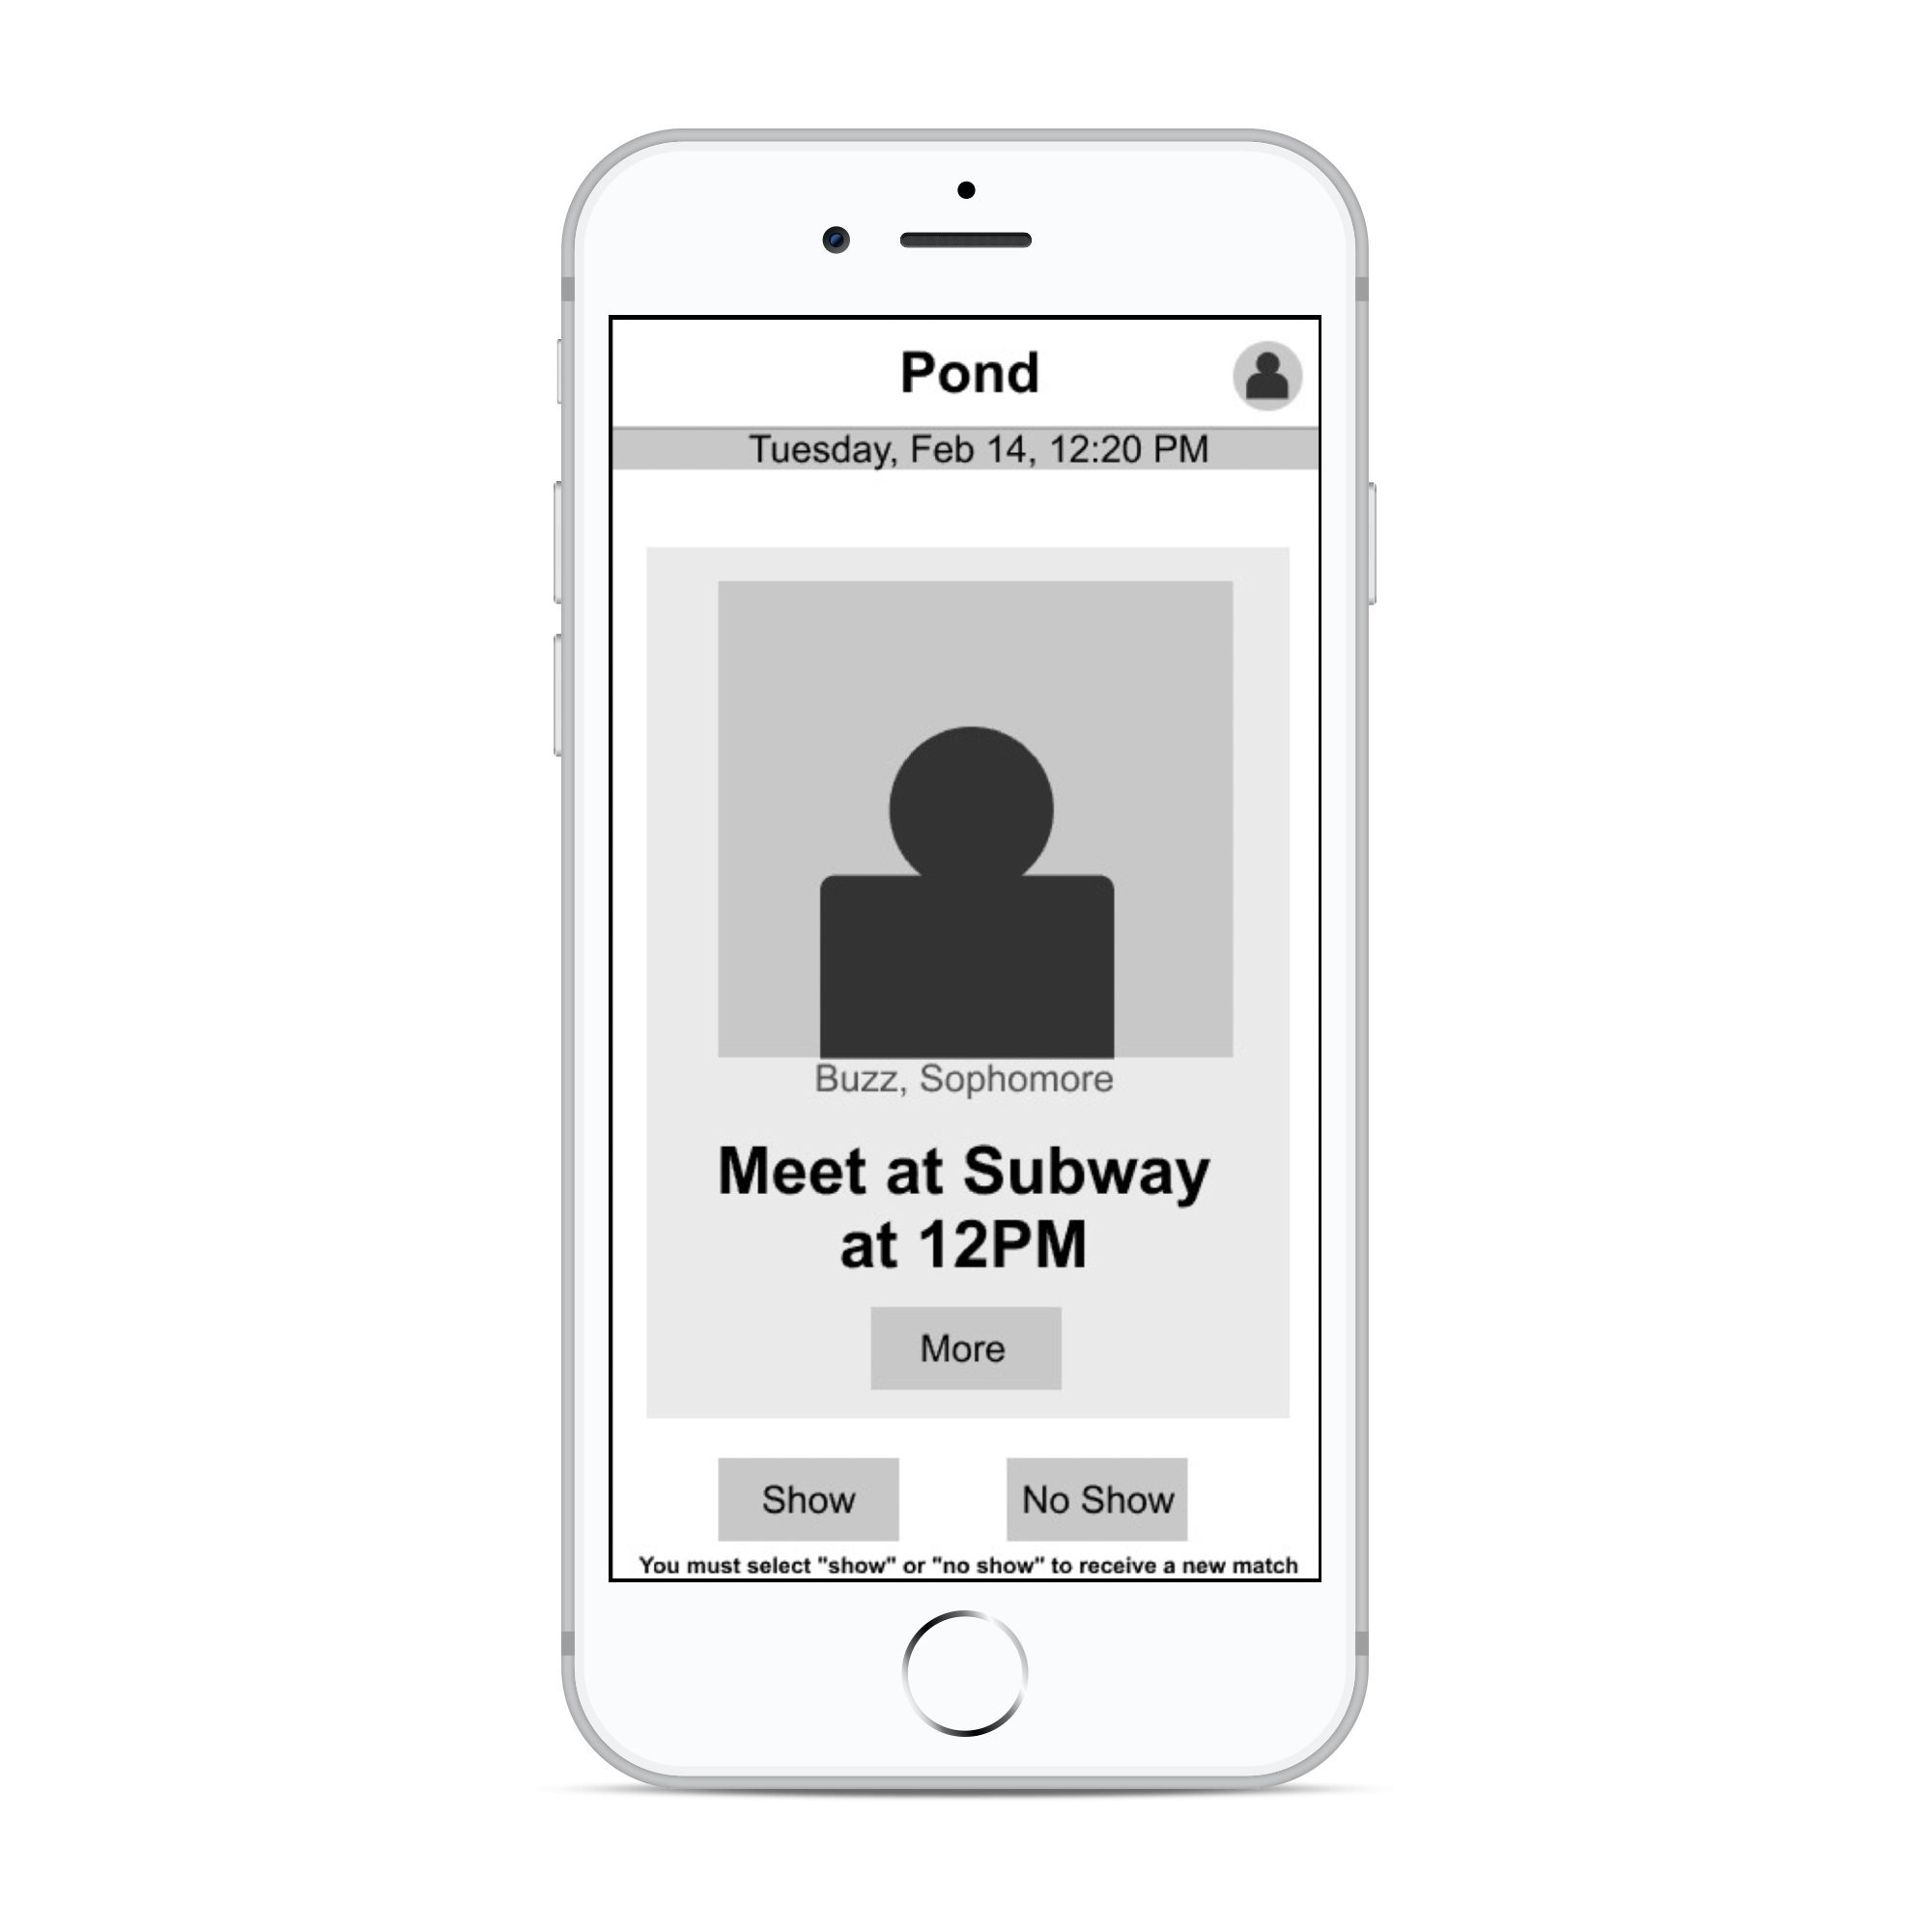 Pond
Tuesday, Feb 14, 12:20 PM
Buzz, Sophomore
Meet at Subway
at 12PM
More
Show No Show
You must select "show" or "no show" to receive a new match